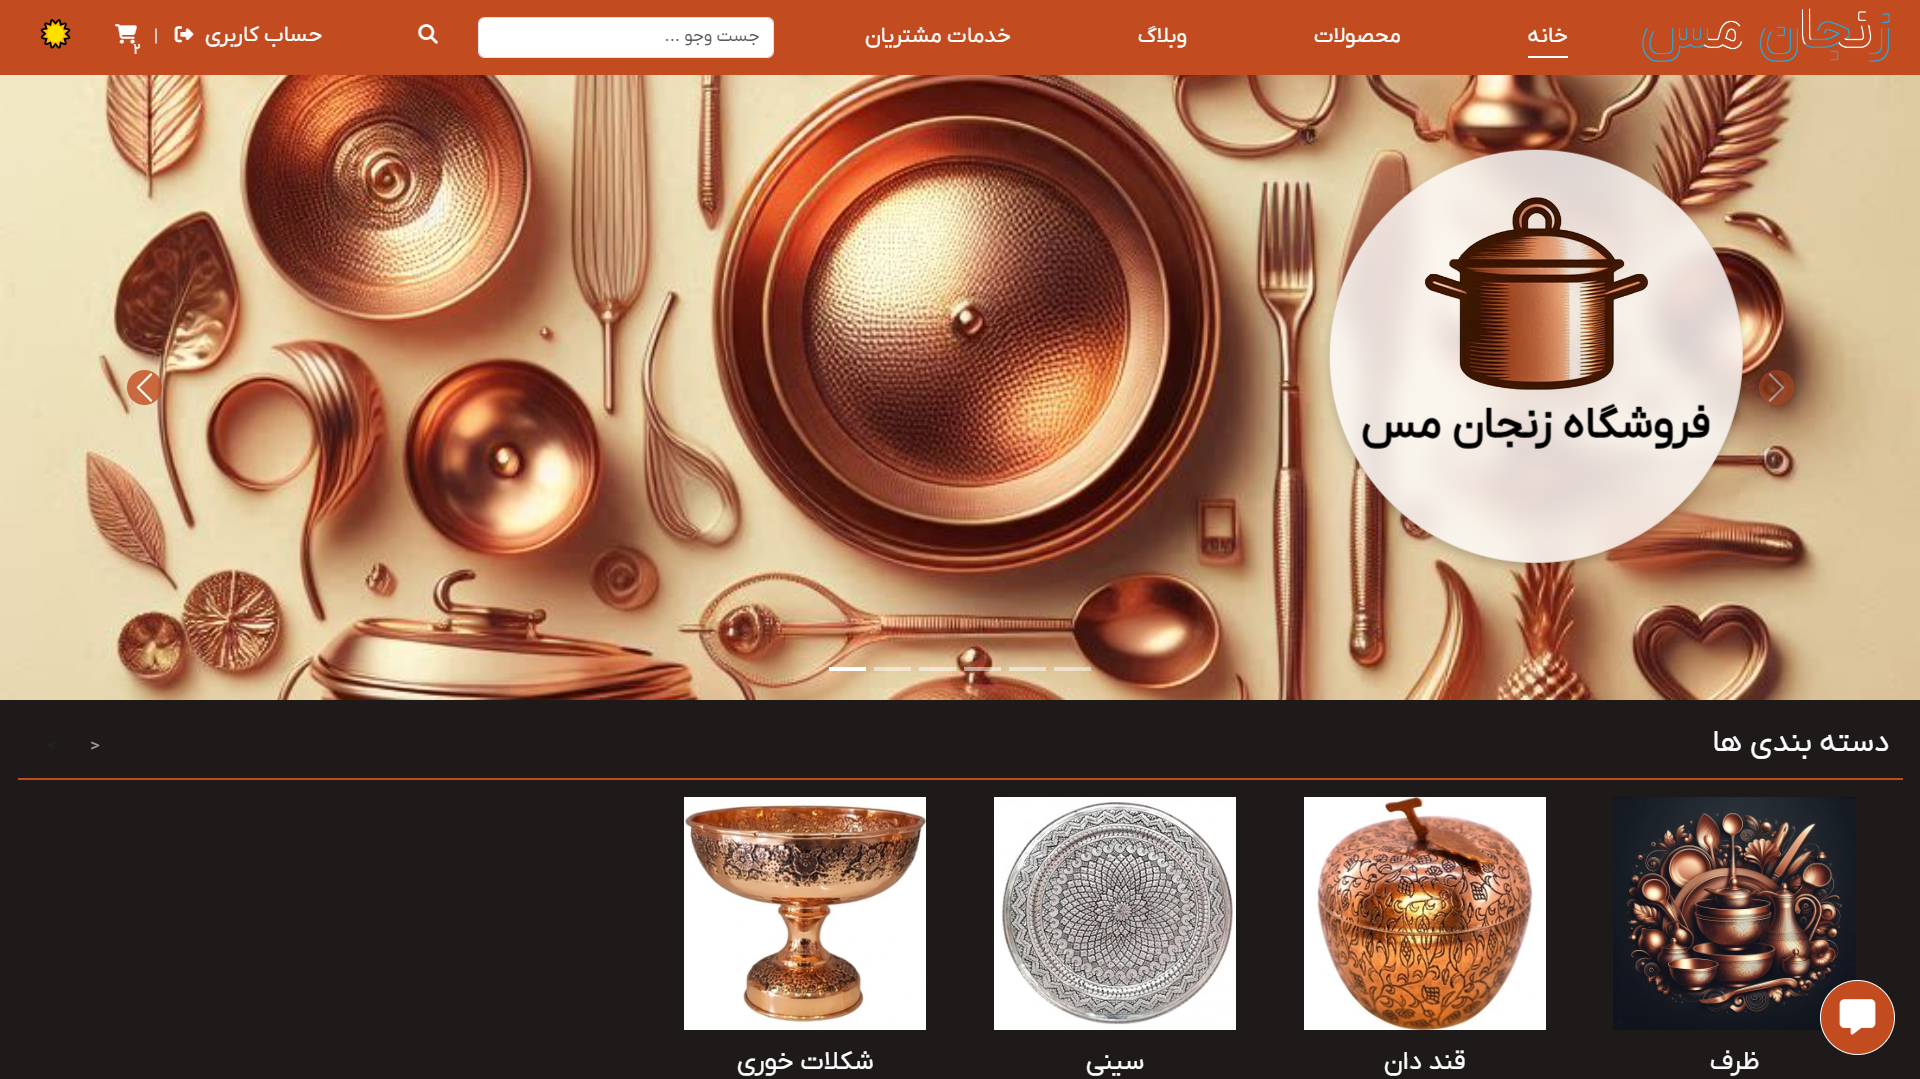 زنجان مس
خانه
محصولات
وبلاگ
خدمات مشتریان
جست وجو ...
حساب کاربری
|
۲
فروشگاه زنجان مس
دسته بندی ها
<
>
ظرف
قند دان
سینی
شکلات خوری